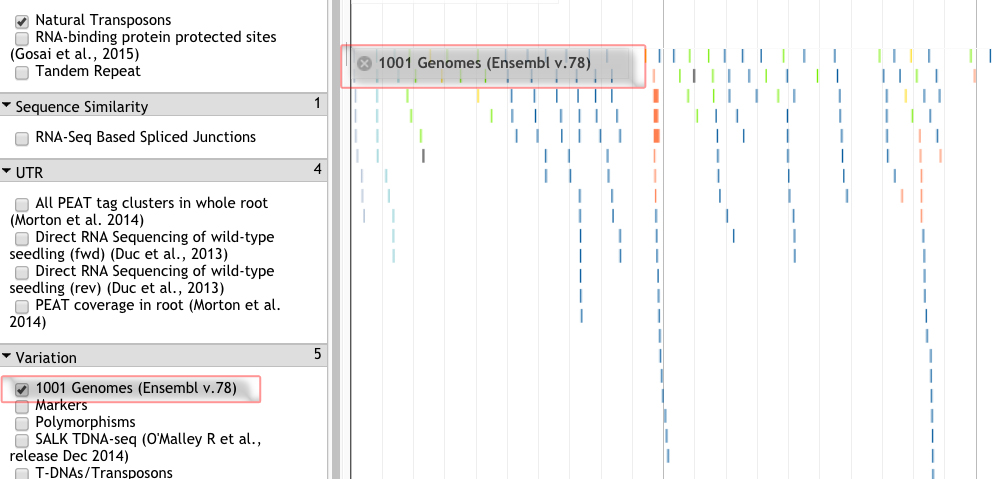 Natural Transposons
RNA-binding protein protected sites
(Gosai et al., 2015)
Tandem Repeat
Sequence Similarity 1
RNA-Seq Based Spliced Junctions
UTR 4
All PEAT tag clusters in whole root
(Morton et al. 2014)
Direct RNA Sequencing of wild-type
seedling (fwd) (Duc et al., 2013)
Direct RNA Sequencing of wild-type
seedling (rev) (Duc et al., 2013)
PEAT coverage in root (Morton et al.
2014)
Variation 5
1001 Genomes (Ensembl v.78)
Markers
Polymorphisms
SALK TDNA-seq (O'Malley R et al.,
release Dec 2014)
T-DNAs/Transposons
1001 Genomes (Ensembl v.78)